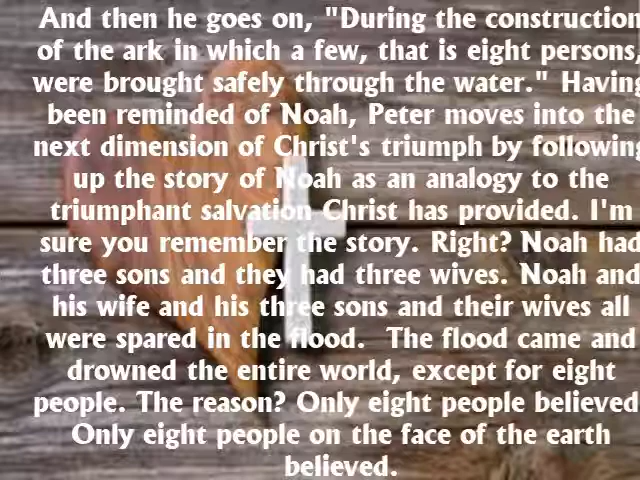 And then he goes on, "During the construction
of the ark in which a few, that is eight persons,
were brought safely through the water." Having
been reminded of Noah, Peter moves into the
next dimension of Christ's triumph by following
up the story of Noah as an analogy to the
triumphant salvation Christ has provided. I'm
sure you remember the story. Right? Noah had
three sons and they had three wives. Noah and
his wife and his three sons and their wives all
were spared in the flood. The flood came and
drowned the entire world, except for eight
people. The reason? Only eight people believed
Only eight people on the face of the earth
believed.